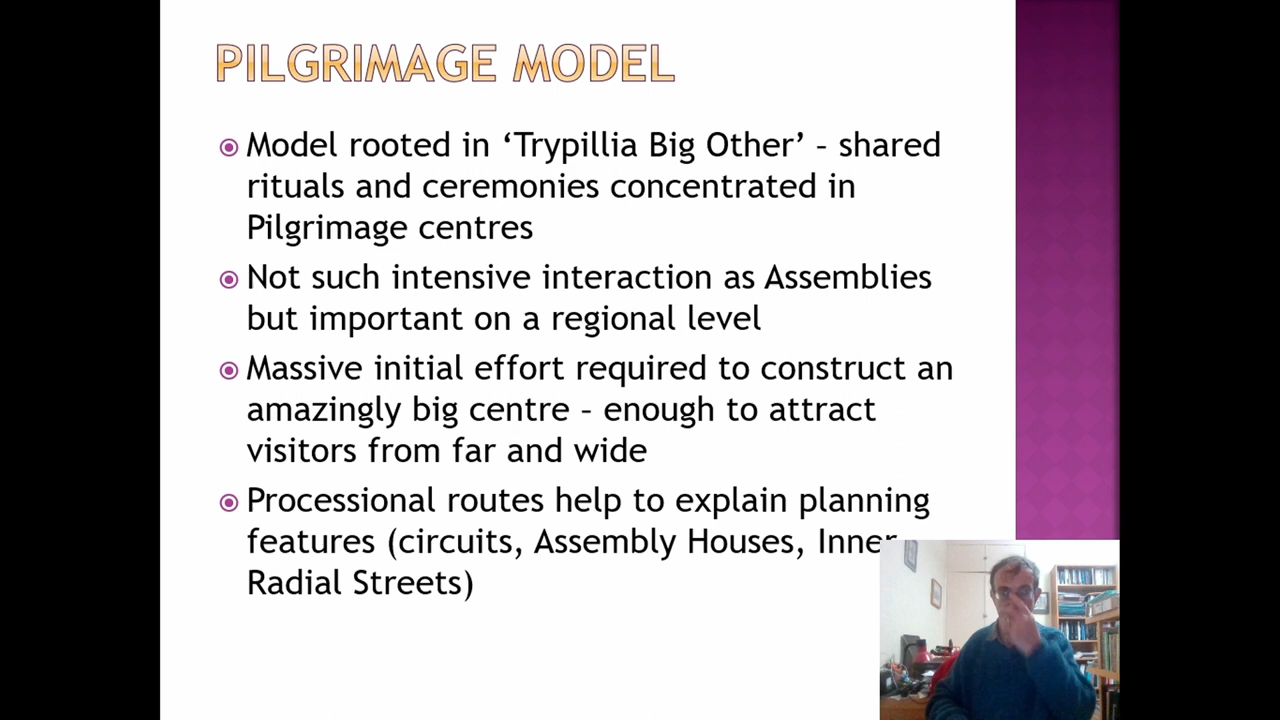 PILGRIMAGE MODEL
Model rooted in ‘Trypillia Big Other’ – shared
rituals and ceremonies concentrated in
Pilgrimage centres
Not such intensive interaction as Assemblies
but important on a regional level
Massive initial effort required to construct an
amazingly big centre – enough to attract
visitors from far and wide
Processional routes help to explain planning
features (circuits, Assembly Houses, Inner
Radial Streets)